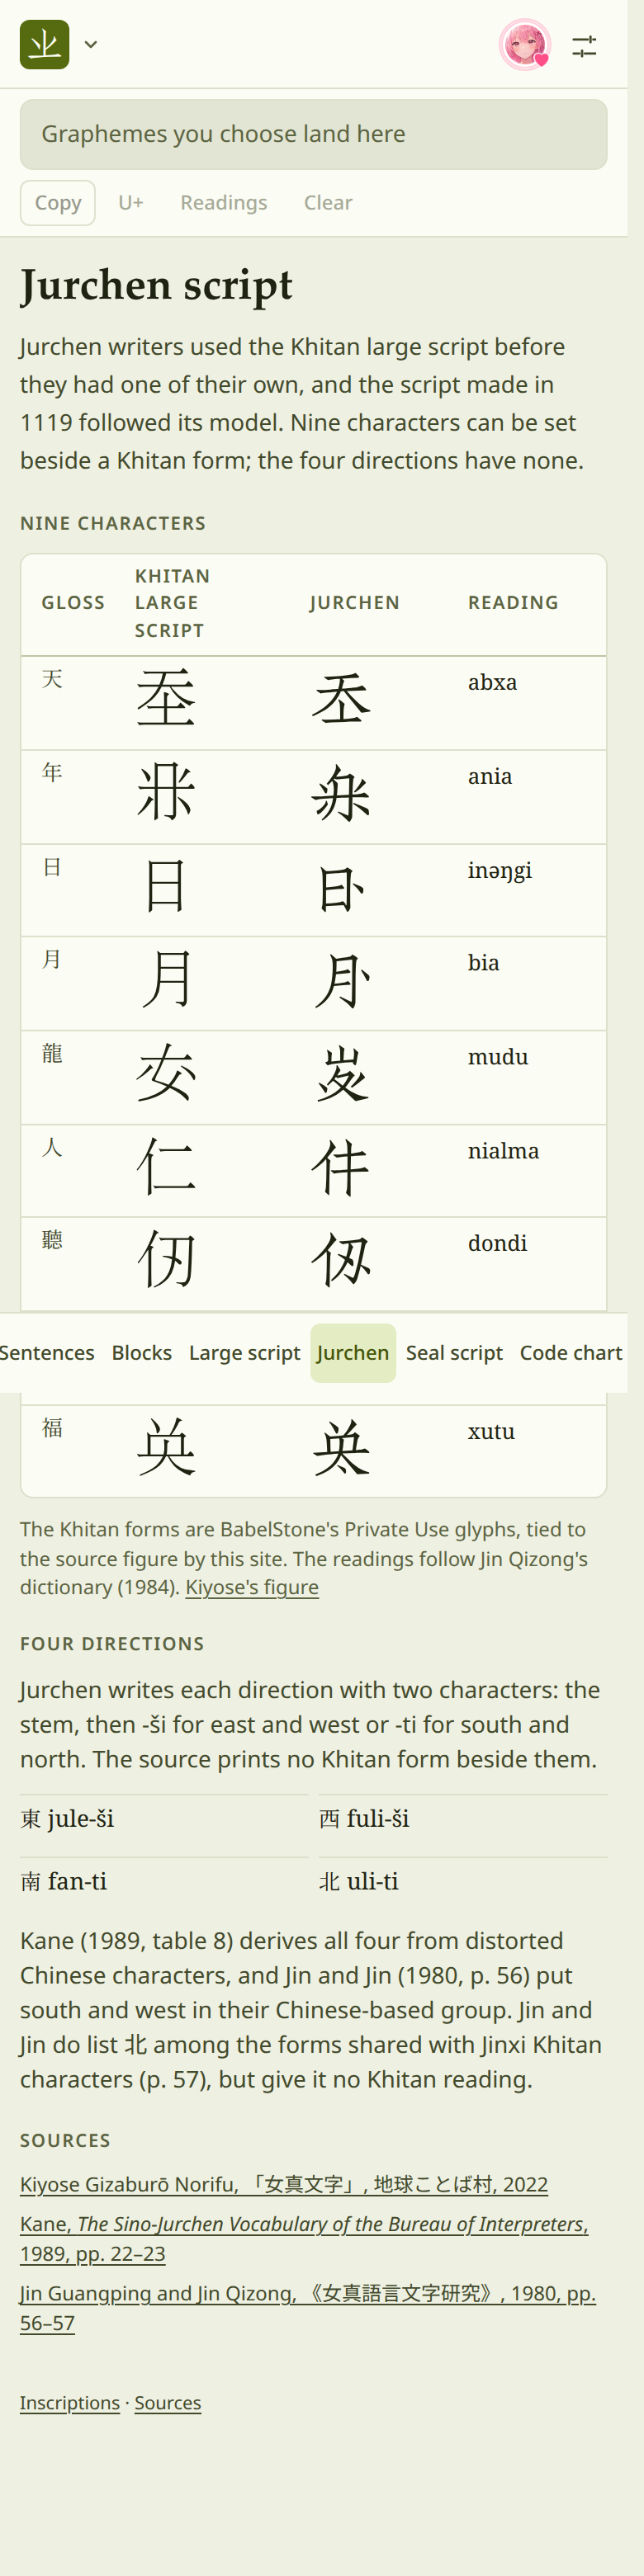 Graphemes you choose land here
Copy U+ Readings Clear
Jurchen script
Jurchen writers used the Khitan large script before
they had one of their own, and the script made in
1119 followed its model. Nine characters can be set
beside a Khitan form; the four directions have none.
NINE CHARACTERS
GLOSS KHITAN LARGE SCRIPT JURCHEN READING
天 abxa
年 ania
日 日 inəŋgi
月 月 bia
龍 mudu
人 仁 nialma
聽 dondi
Sentences Blocks Large script Jurchen Seal script Code chart
福 xutu
The Khitan forms are BabelStone's Private Use glyphs, tied to
the source figure by this site. The readings follow Jin Qizong's
dictionary (1984). Kiyose's figure
FOUR DIRECTIONS
Jurchen writes each direction with two characters: the
stem, then -ši for east and west or -ti for south and
north. The source prints no Khitan form beside them.
東 jule-ši 西 fuli-ši
南 fan-ti 北 uli-ti
Kane (1989, table 8) derives all four from distorted
Chinese characters, and Jin and Jin (1980, p. 56) put
south and west in their Chinese-based group. Jin and
Jin do list 北 among the forms shared with Jinxi Khitan
characters (p. 57), but give it no Khitan reading.
SOURCES
Kiyose Gizaburō Norifu, 「女真文字」, 地球ことば村, 2022
Kane, The Sino-Jurchen Vocabulary of the Bureau of Interpreters,
1989, pp. 22–23
Jin Guangping and Jin Qizong, 《女真語言文字研究》, 1980, pp.
56–57
Inscriptions · Sources